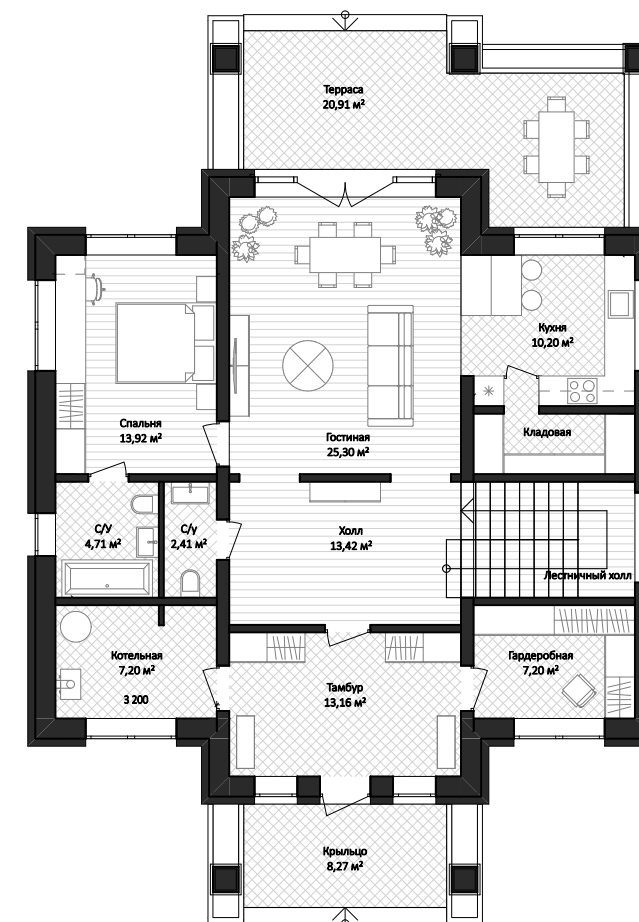 Терраса
20,91 м²
Кухня
10,20 м²
Спальня
13,92 м²
Гостиная
25,30 м²
Кладовая
С/У
4,71 м²
С/у
2,41 м²
Холл
13,42 м²
Лестничный холл
Котельная
7,20 м²
3 200
Тамбур
13,16 м²
Гардеробная
7,20 м²
Крыльцо
8,27 м²